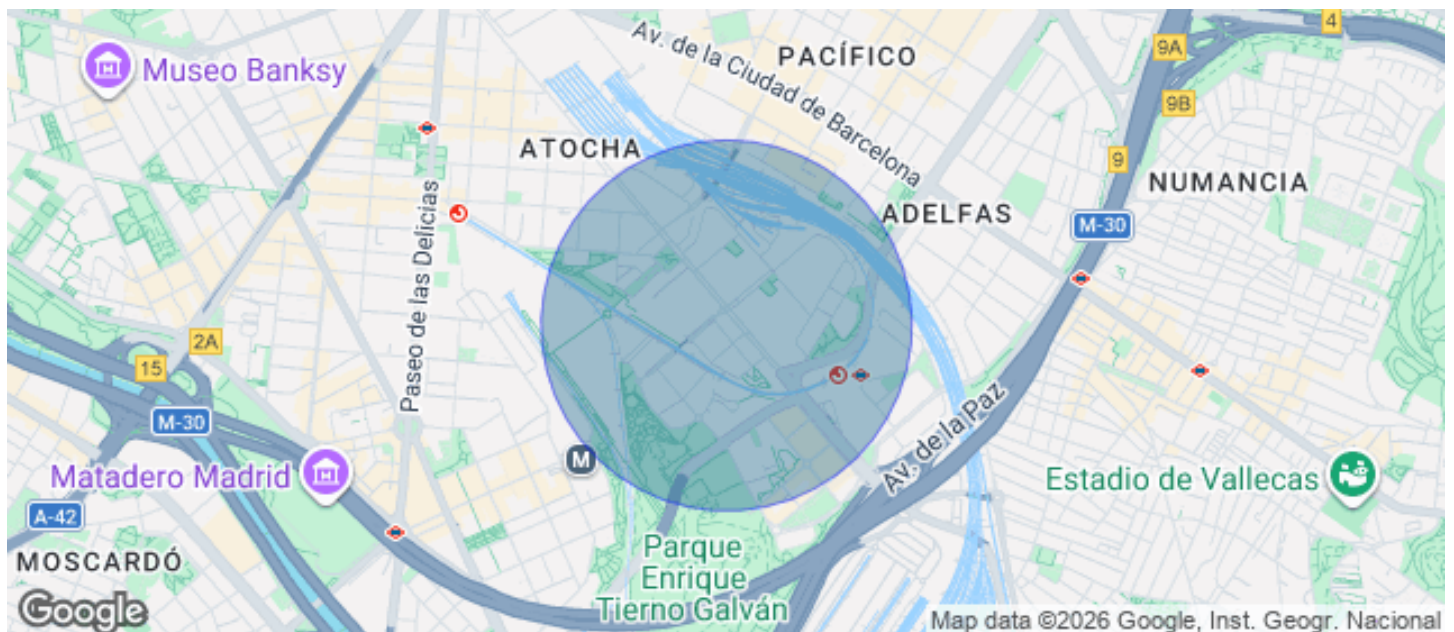 4
9A
PACÍFICO
Av. de la Ciudad de Barcelona
Museo Banksy
9B
ATOCHA
9
NUMANCIA
ADELFAS
M-30
Paseo de las Delicias
2A
15
M-30
M
Av. de la Paz
Matadero Madrid
Estadio de Vallecas
A-42
MOSCARDÓ
Parque
Enrique
Tierno Galván
Google
Map data ©2026 Google, Inst. Geogr. Nacional